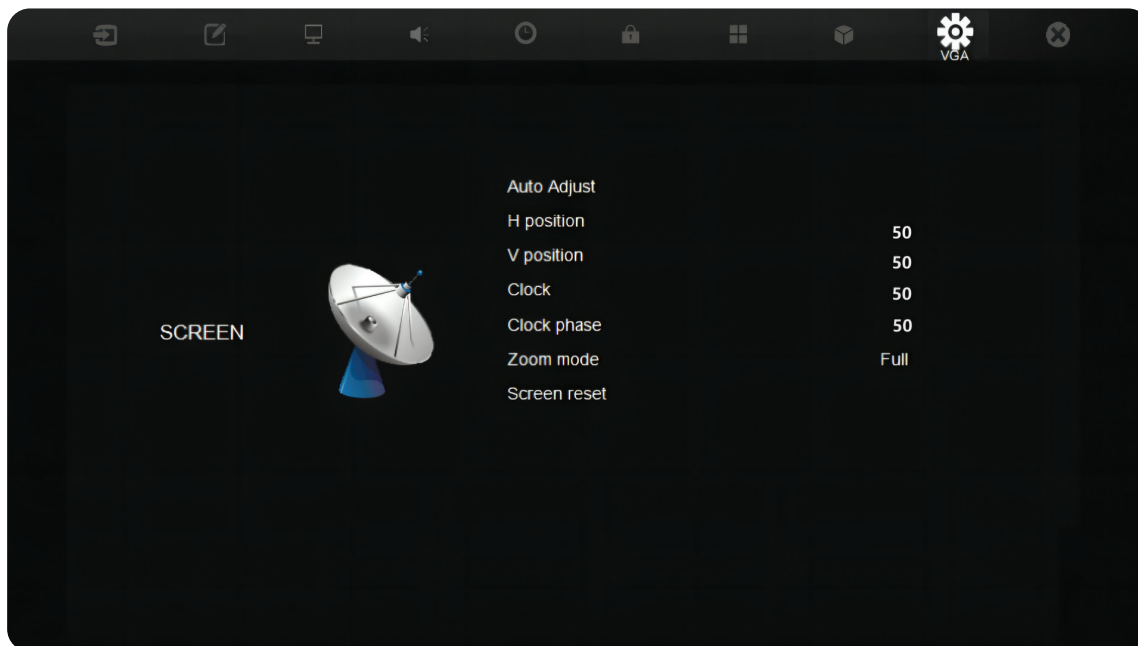 VGA
Auto Adjust
H position 50
V position 50
Clock 50
Clock phase 50
SCREEN
Zoom mode Full
Screen reset